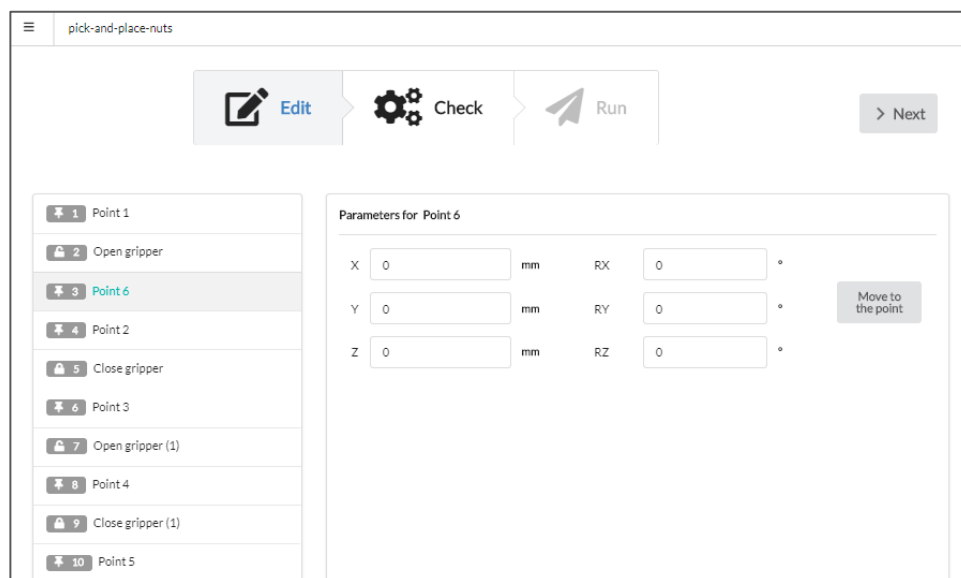 pick-and-place-nuts
Edit
Check
Run
> Next
1 Point 1
2 Open gripper
3 Point 6
4 Point 2
5 Close gripper
6 Point 3
7 Open gripper (1)
8 Point 4
9 Close gripper (1)
10 Point 5
Parameters for Point 6
X 0 mm RX 0 °
Y 0 mm RY 0 °
Z 0 mm RZ 0 °
Move to
the point